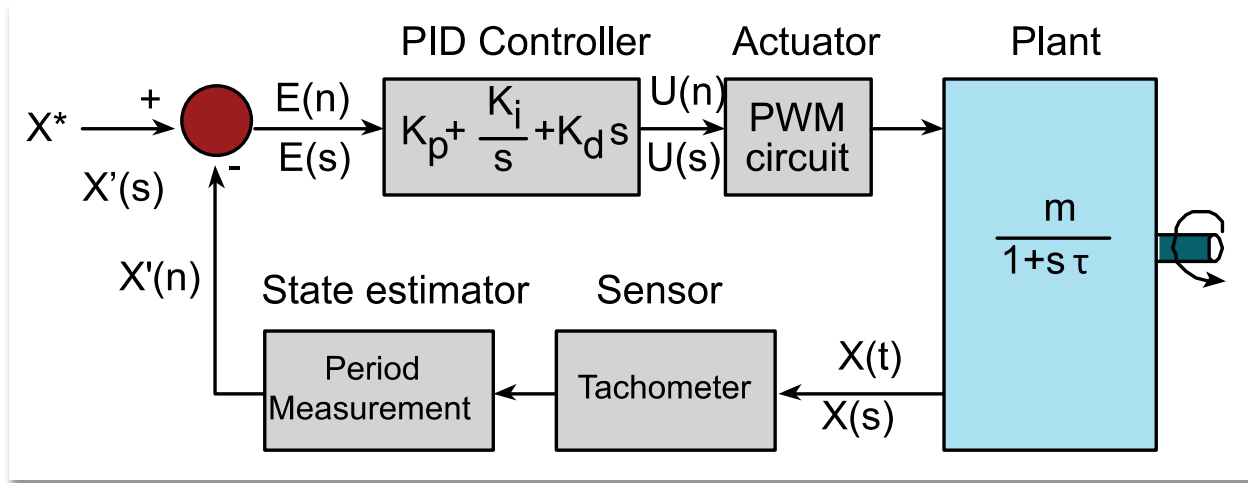 PID Controller
Actuator
Plant
X*
+
-
E(n)
E(s)
Kp+ Ki/s +Kd s
U(n)
U(s)
PWM
circuit
m
1+s τ
X’(s)
X'(n)
State estimator
Sensor
Period
Measurement
Tachometer
X(t)
X(s)